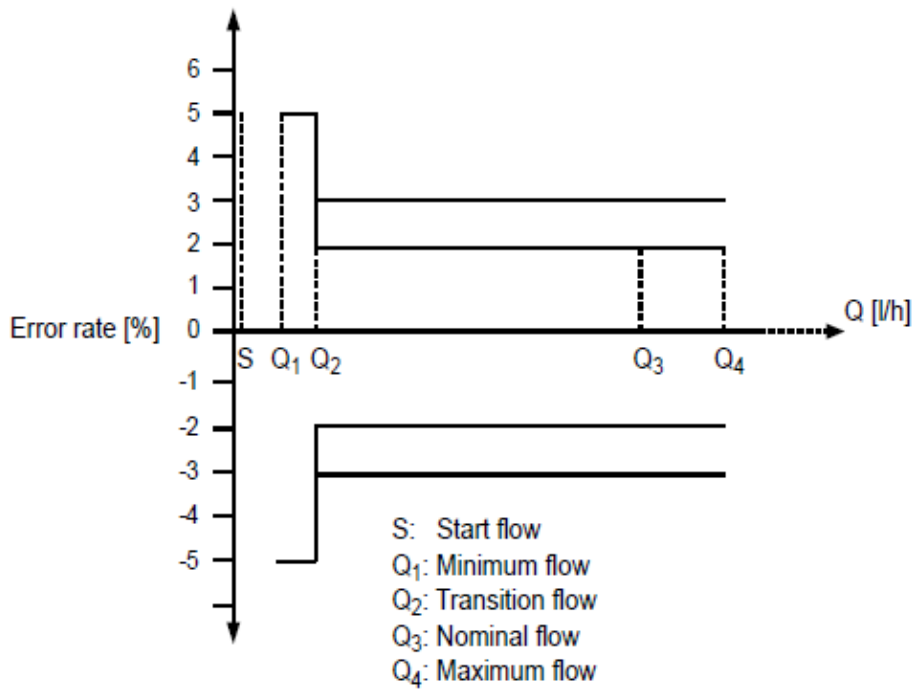 6
5
4
3
2
1
Error rate [%] 0 Q [l/h]
S Q₁ Q₂ Q₃ Q₄
-1
-2
-3
-4
-5
S: Start flow
Q₁: Minimum flow
Q₂: Transition flow
Q₃: Nominal flow
Q₄: Maximum flow